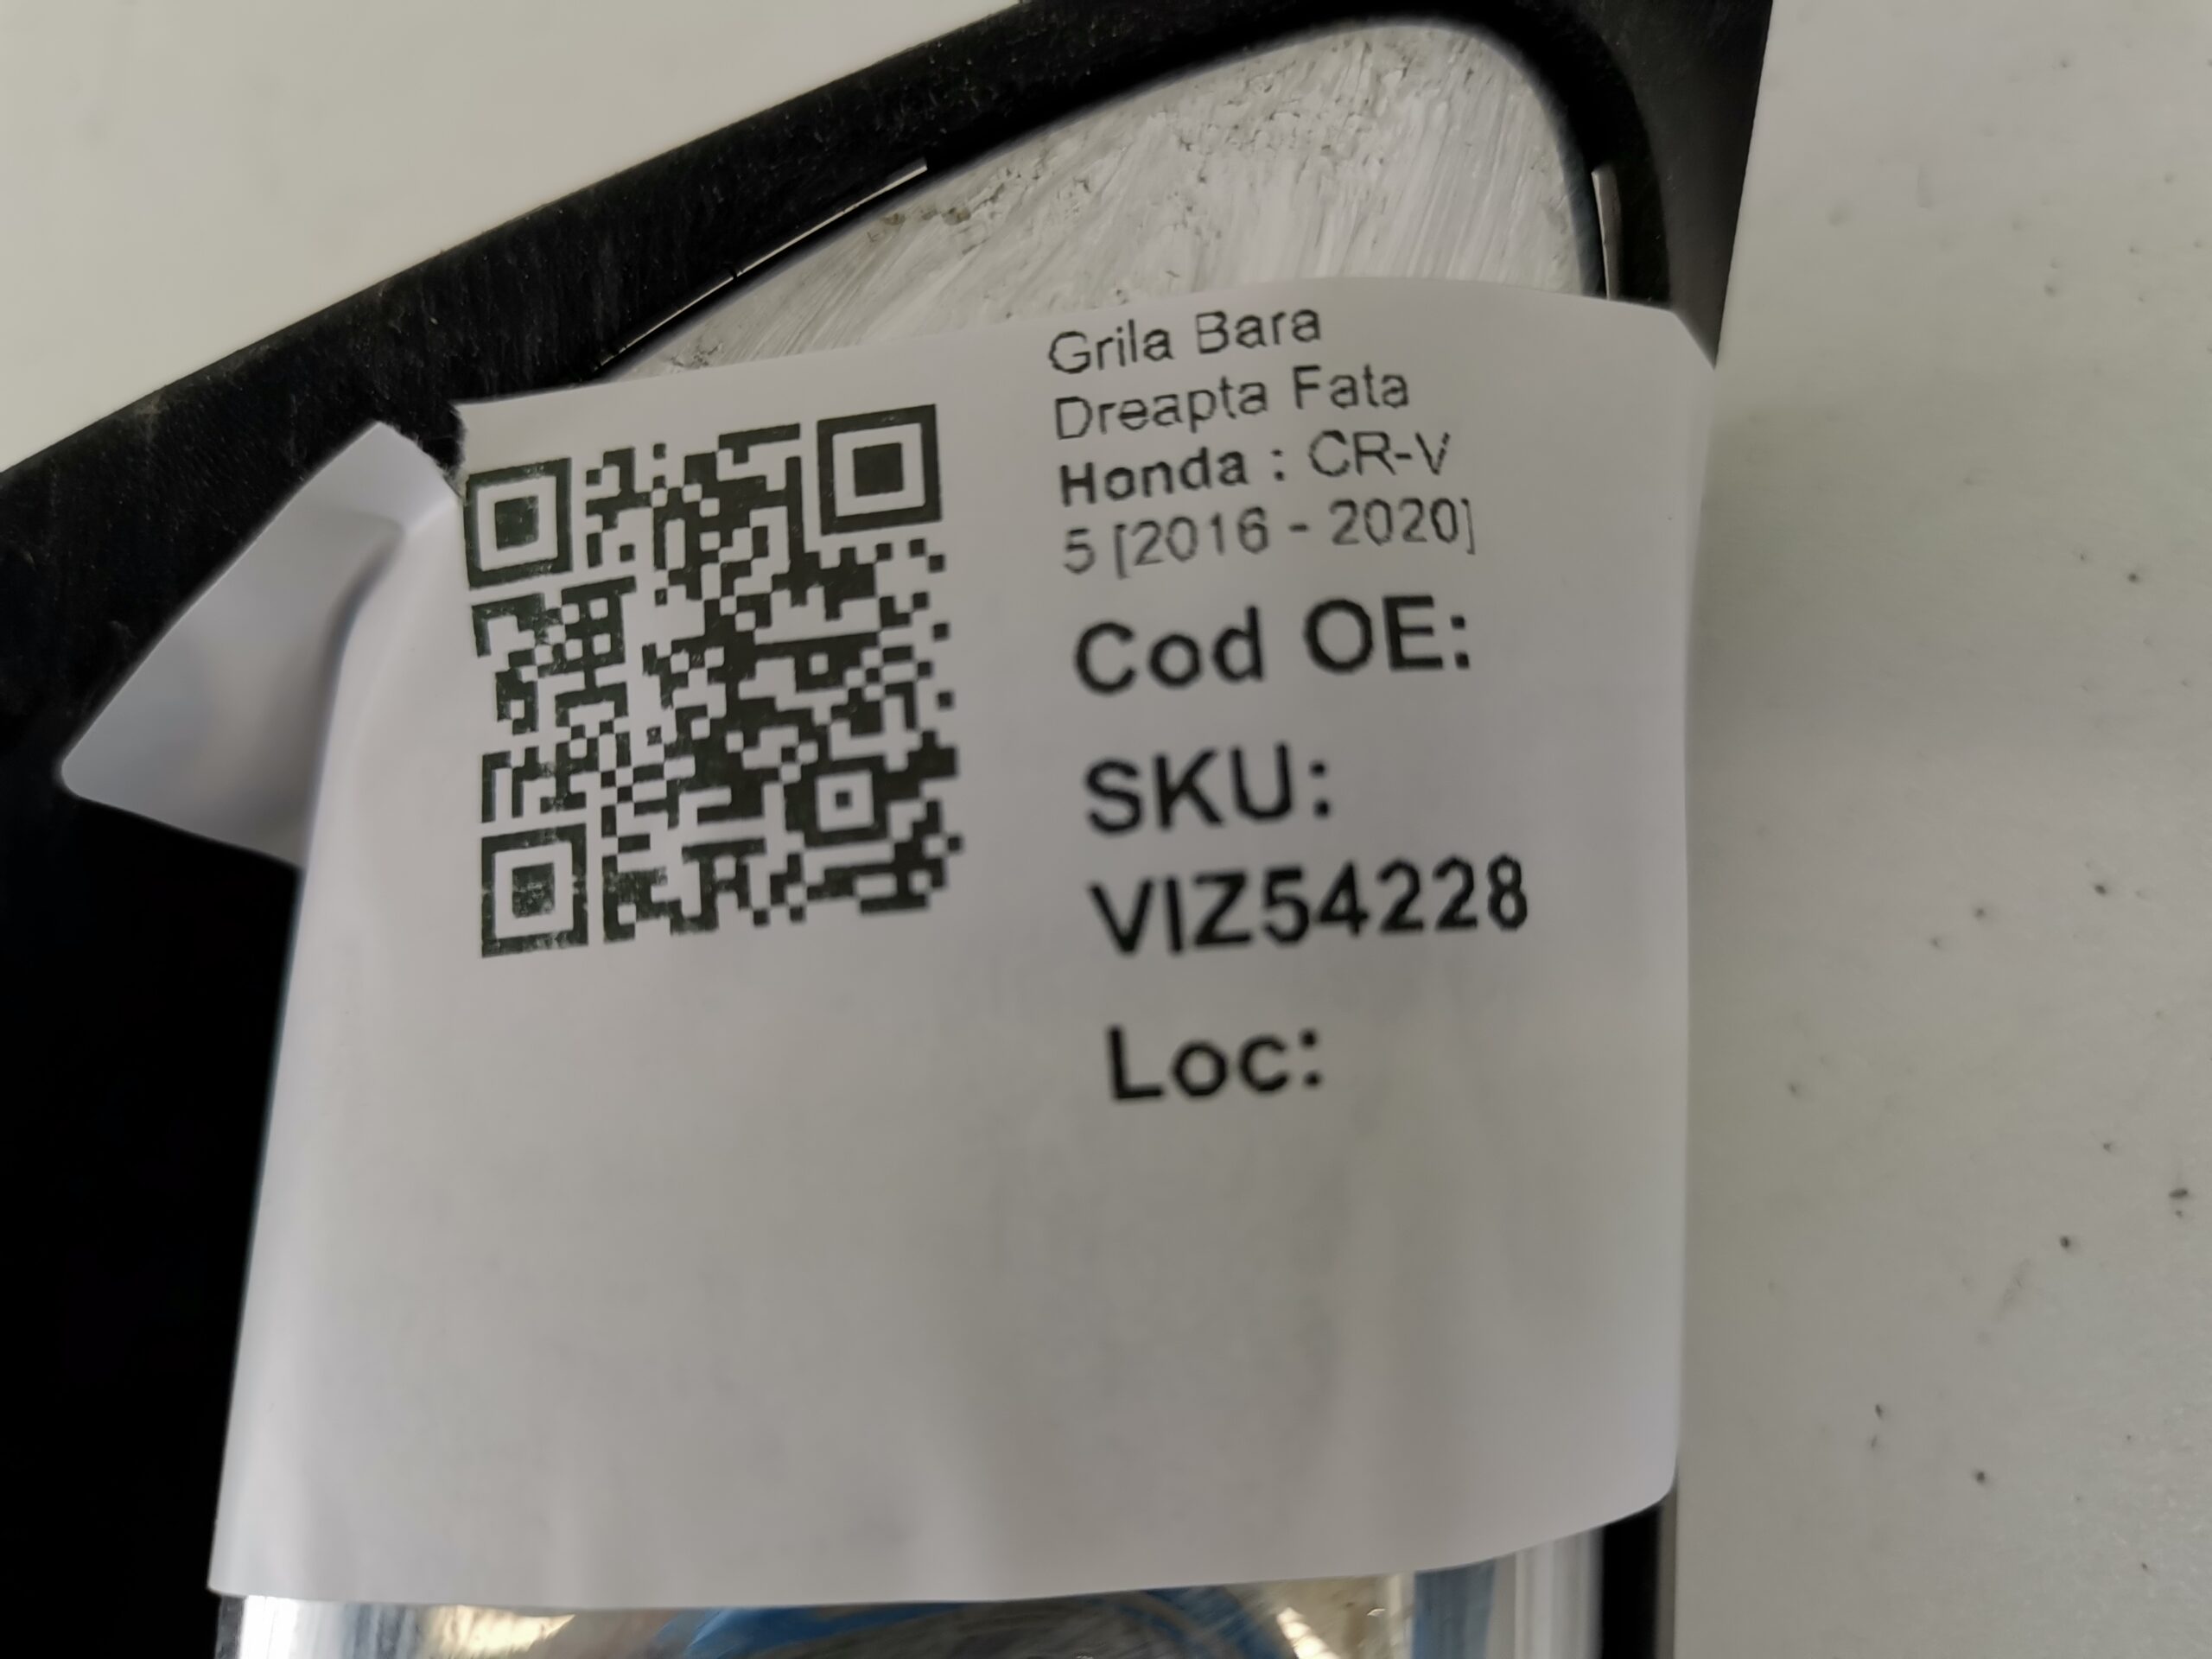 Grila Bara
Dreapta Fata
Honda : CR-V
5 [2016 - 2020]
Cod OE:
SKU:
VIZ54228
Loc: